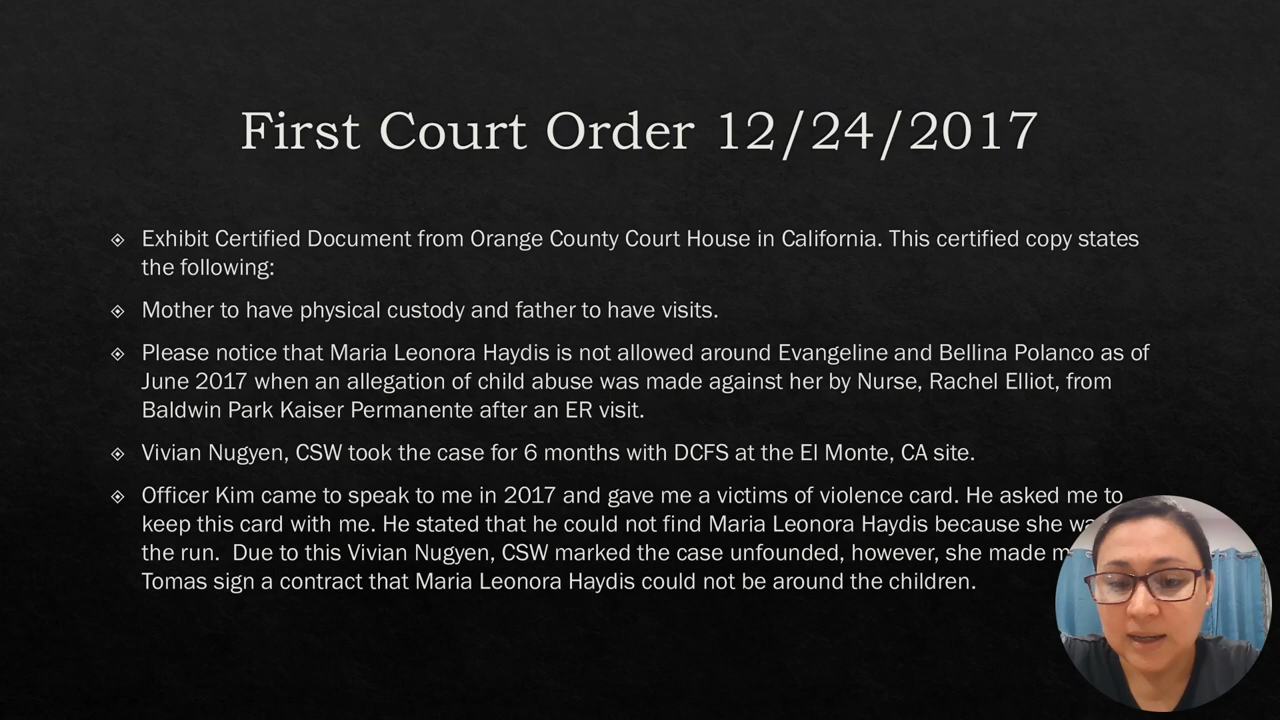 First Court Order 12/24/2017
Exhibit Certified Document from Orange County Court House in California. This certified copy states
the following:
Mother to have physical custody and father to have visits.
Please notice that Maria Leonora Haydis is not allowed around Evangeline and Bellina Polanco as of
June 2017 when an allegation of child abuse was made against her by Nurse, Rachel Elliot, from
Baldwin Park Kaiser Permanente after an ER visit.
Vivian Nugyen, CSW took the case for 6 months with DCFS at the El Monte, CA site.
Officer Kim came to speak to me in 2017 and gave me a victims of violence card. He asked me to
keep this card with me. He stated that he could not find Maria Leonora Haydis because she
the run. Due to this Vivian Nugyen, CSW marked the case unfounded, however, she made
Tomas sign a contract that Maria Leonora Haydis could not be around the children.